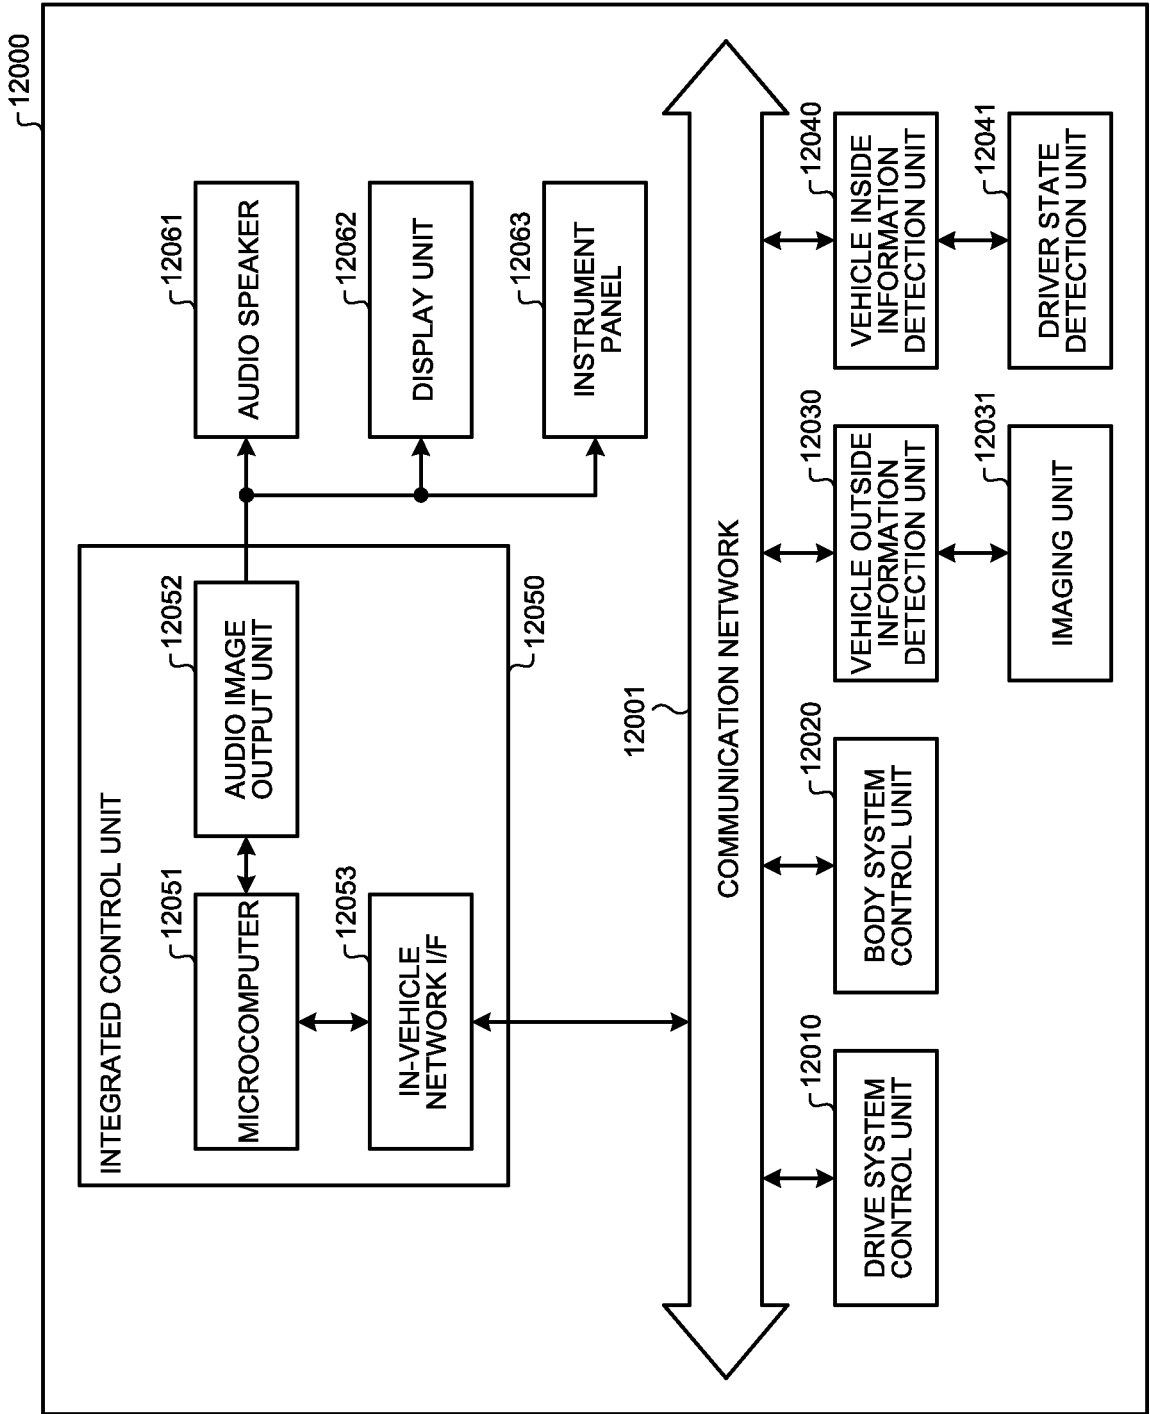 12000
INTEGRATED CONTROL UNIT
12051
MICROCOMPUTER
12052
AUDIO IMAGE
OUTPUT UNIT
12061
AUDIO SPEAKER
12053
IN-VEHICLE
NETWORK I/F
12062
DISPLAY UNIT
12050
12063
INSTRUMENT
PANEL
12001
COMMUNICATION NETWORK
12010
DRIVE SYSTEM
CONTROL UNIT
12020
BODY SYSTEM
CONTROL UNIT
12030
VEHICLE OUTSIDE
INFORMATION
DETECTION UNIT
12040
VEHICLE INSIDE
INFORMATION
DETECTION UNIT
12031
IMAGING UNIT
12041
DRIVER STATE
DETECTION UNIT